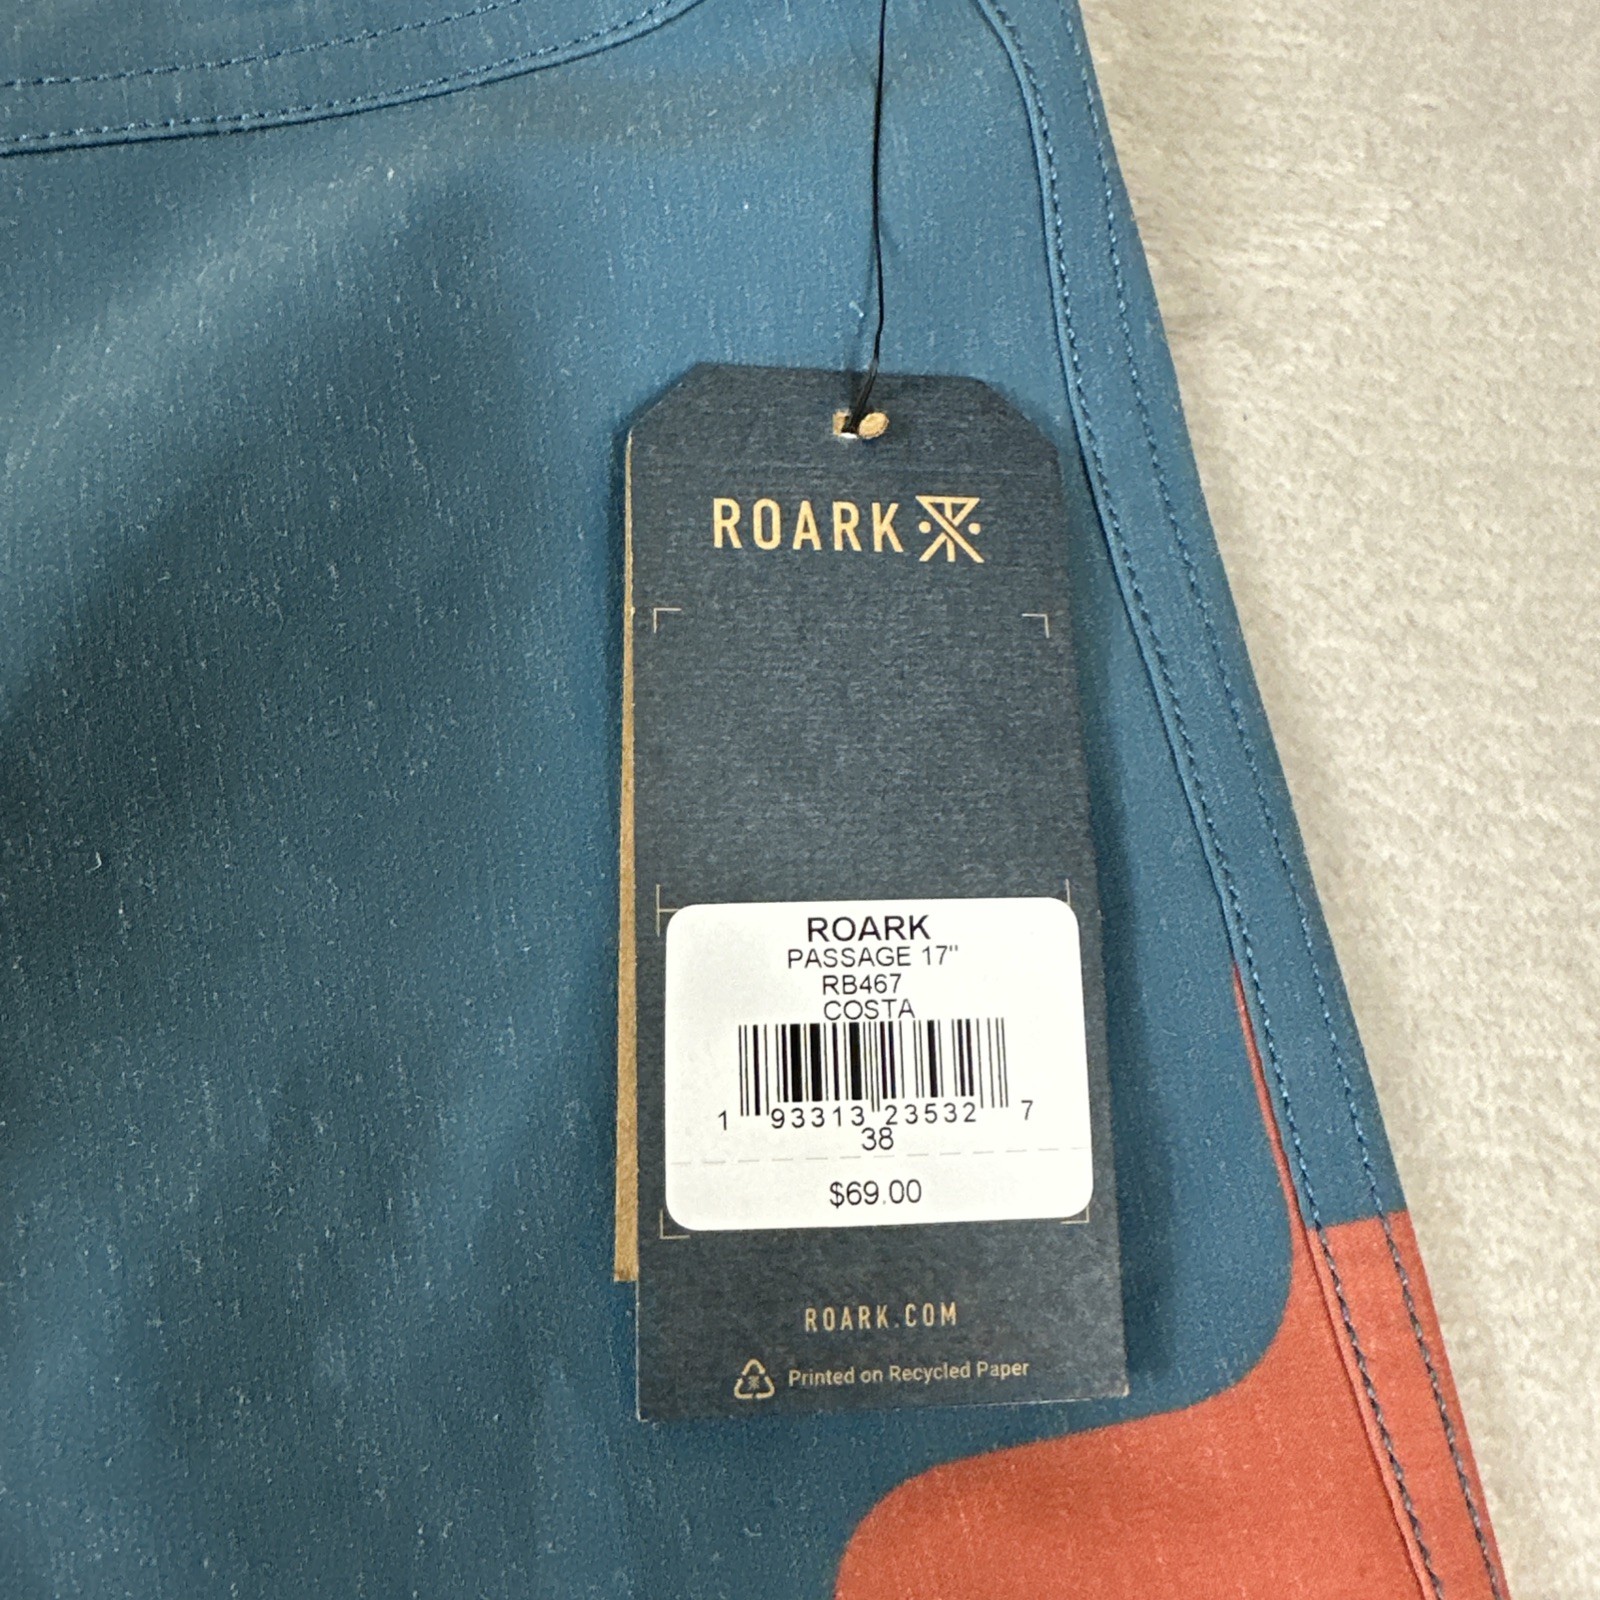 ROARK
ROARK
PASSAGE 17"
RB467
COSTA
1 93313 23532 7
38
$69.00
ROARK.COM
Printed on Recycled Paper